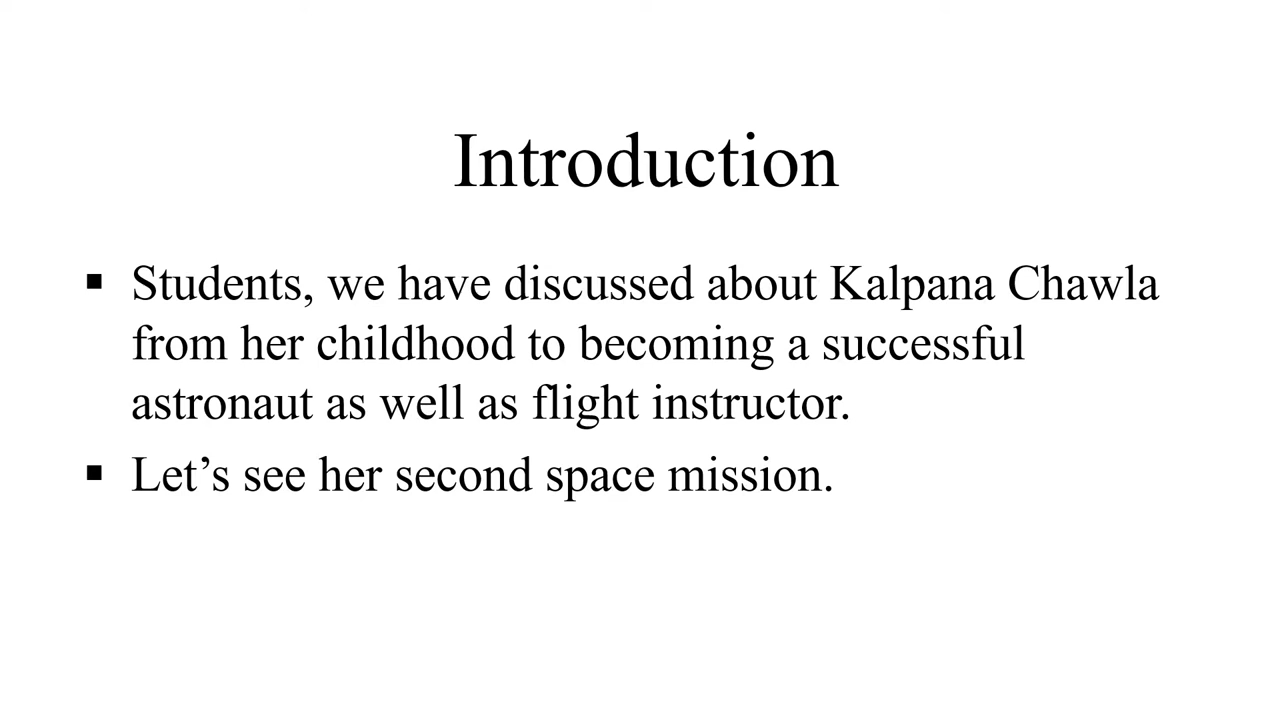 Introduction
▪ Students, we have discussed about Kalpana Chawla
from her childhood to becoming a successful
astronaut as well as flight instructor.
▪ Let’s see her second space mission.